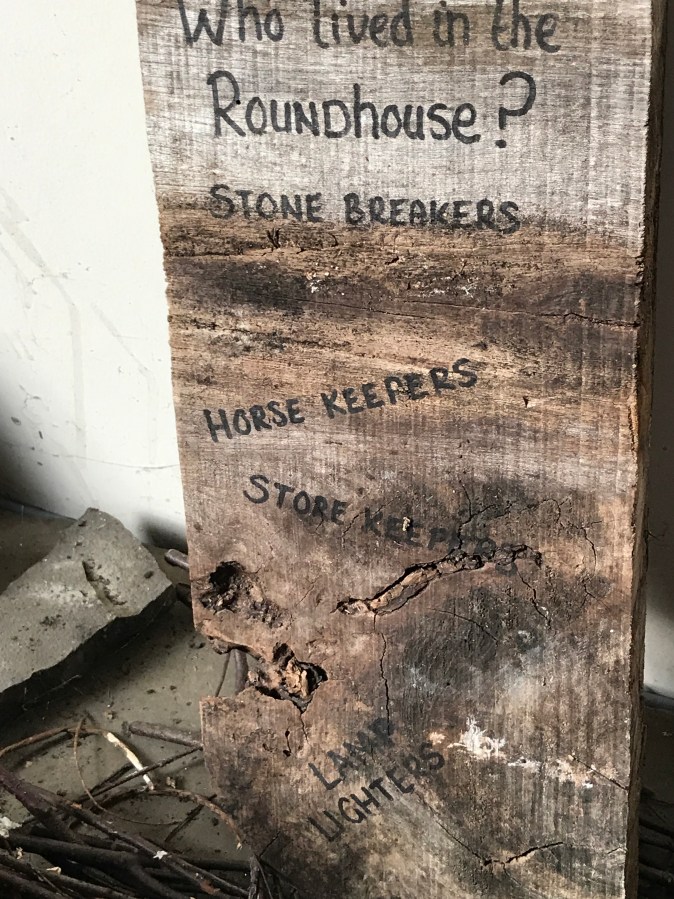 Who lived in the
Roundhouse?
STONE BREAKERS
HORSE KEEPERS
STORE KEEPERS
LAMP
LIGHTERS